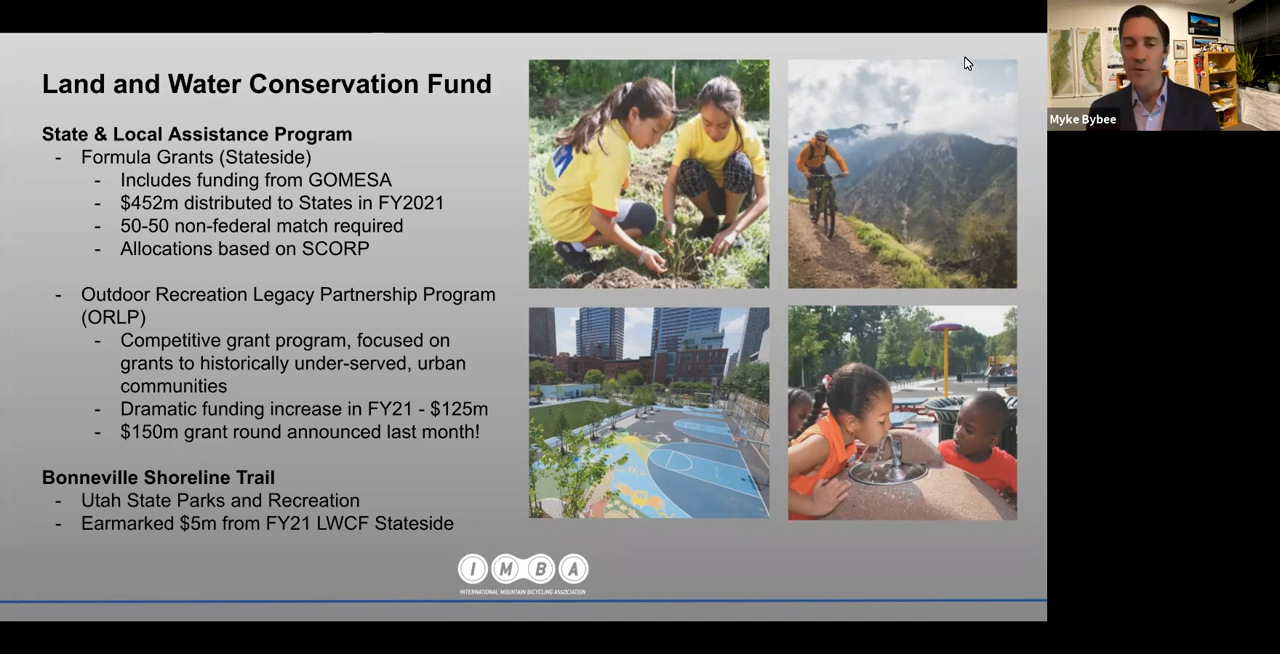 Land and Water Conservation Fund
State & Local Assistance Program
- Formula Grants (Stateside)
- Includes funding from GOMESA
- $452m distributed to States in FY2021
- 50-50 non-federal match required
- Allocations based on SCORP
- Outdoor Recreation Legacy Partnership Program
(ORLP)
- Competitive grant program, focused on
grants to historically under-served, urban
communities
- Dramatic funding increase in FY21 - $125m
- $150m grant round announced last month!
Bonneville Shoreline Trail
- Utah State Parks and Recreation
- Earmarked $5m from FY21 LWCF Stateside
I M B A
INTERNATIONAL MOUNTAIN BICYCLING ASSOCIATION
Myke Bybee